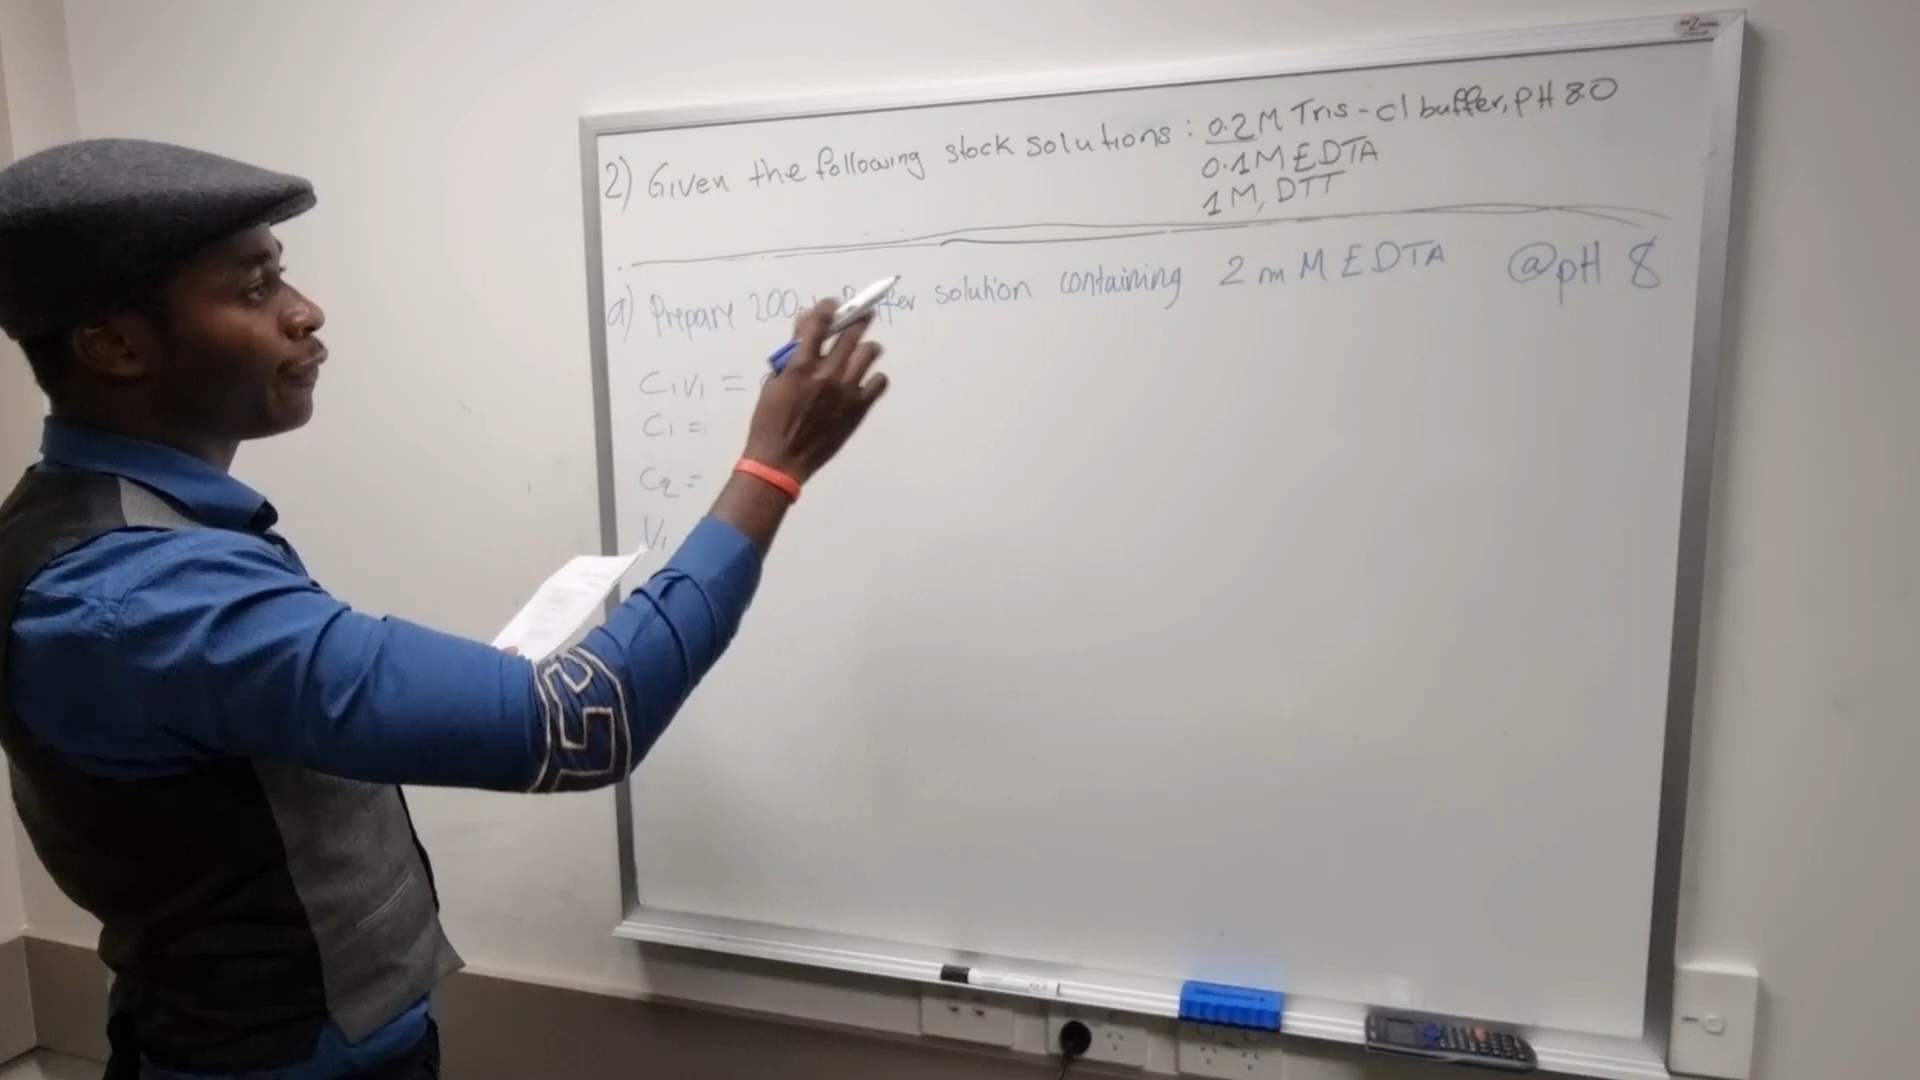 2) Given the following stock solutions : 0.2M Tris-cl buffer, pH 8.0
0.1M EDTA
1M, DTT
a) Prepare 200 solution containing 2 mM EDTA @pH 8
C₁V₁ =
C₁ =
C₂ =
V₁